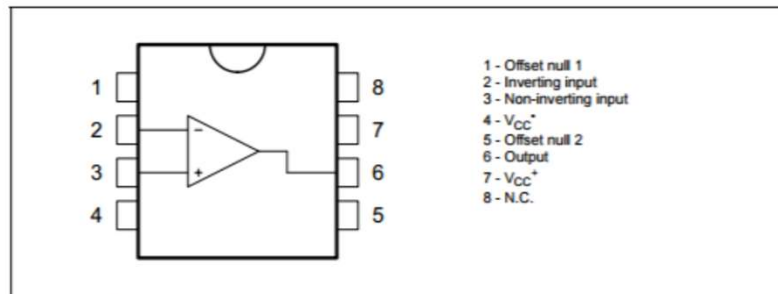 1
2
3
4
8
7
6
5
-
+
1 - Offset null 1
2 - Inverting input
3 - Non-inverting input
4 - VCC-
5 - Offset null 2
6 - Output
7 - VCC+
8 - N.C.